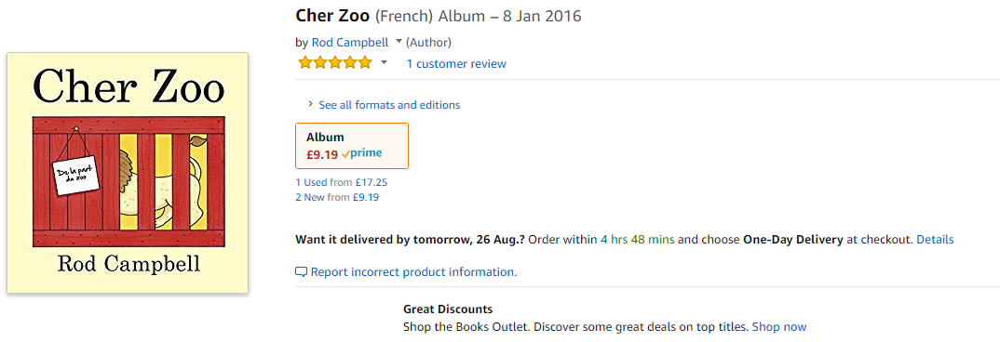 Cher Zoo
De la part
du zoo
Rod Campbell
Cher Zoo (French) Album – 8 Jan 2016
by Rod Campbell (Author)
1 customer review
See all formats and editions
Album
£9.19 prime
1 Used from £17.25
2 New from £9.19
Want it delivered by tomorrow, 26 Aug.? Order within 4 hrs 48 mins and choose One-Day Delivery at checkout. Details
Report incorrect product information.
Great Discounts
Shop the Books Outlet. Discover some great deals on top titles. Shop now